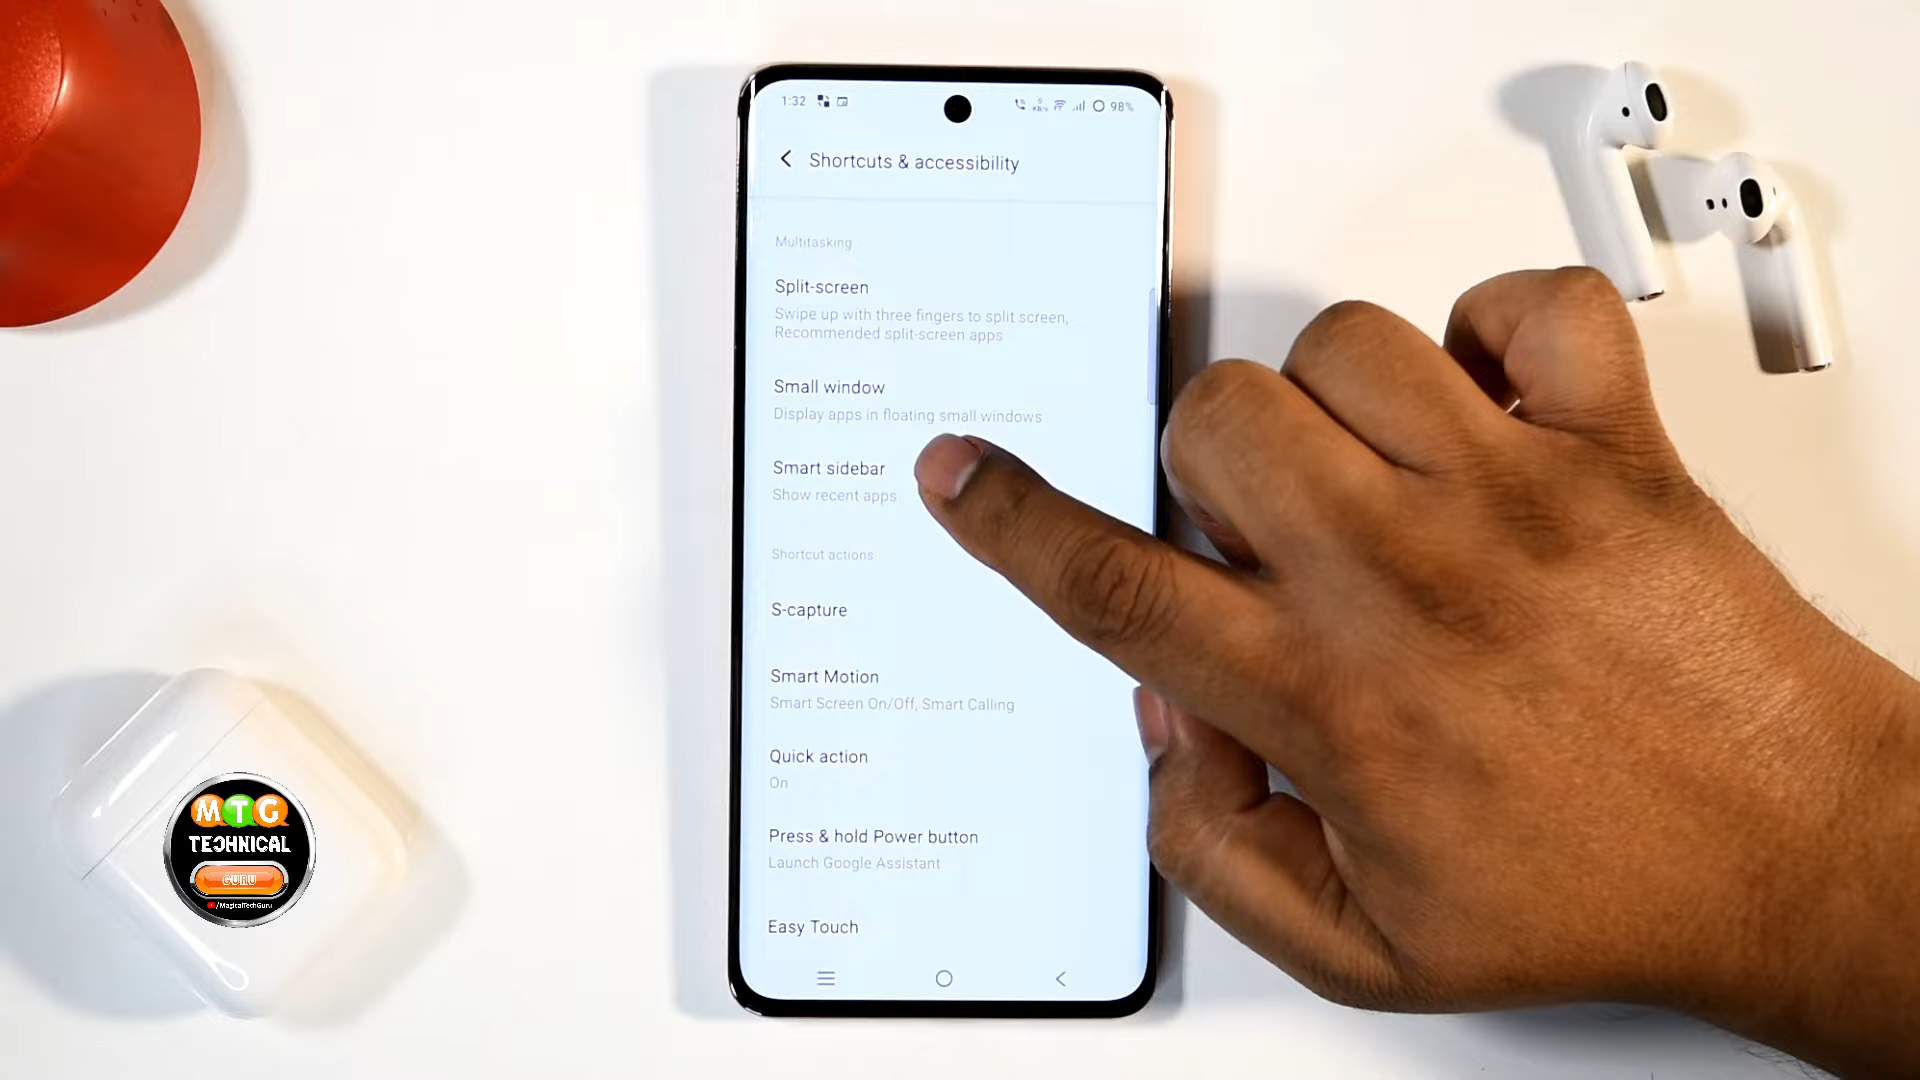 1:32
98%
Shortcuts & accessibility
Multitasking
Split-screen
Swipe up with three fingers to split screen,
Recommended split-screen apps
Small window
Display apps in floating small windows
Smart sidebar
Show recent apps
Shortcut actions
S-capture
Smart Motion
Smart Screen On/Off, Smart Calling
Quick action
On
Press & hold Power button
Launch Google Assistant
Easy Touch
MTG
TECHNICAL
GURU
/MagicalTechGuru